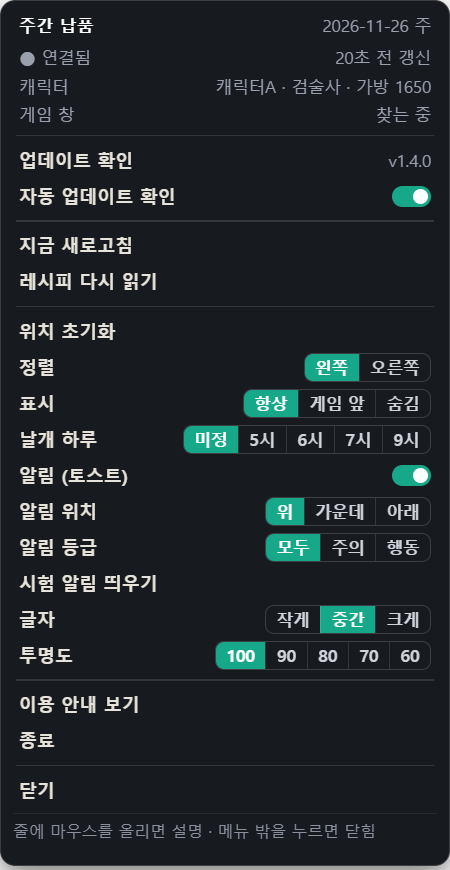 주간 납품 2026-11-26 주
연결됨 20초 전 갱신
캐릭터 캐릭터A · 검술사 · 가방 1650
게임 창 찾는 중
업데이트 확인 v1.4.0
자동 업데이트 확인
지금 새로고침
레시피 다시 읽기
위치 초기화
정렬 왼쪽 오른쪽
표시 항상 게임 앞 숨김
날개 하루 미정 5시 6시 7시 9시
알림 (토스트)
알림 위치 위 가운데 아래
알림 등급 모두 주의 행동
시험 알림 띄우기
글자 작게 중간 크게
투명도 100 90 80 70 60
이용 안내 보기
종료
닫기
줄에 마우스를 올리면 설명 · 메뉴 밖을 누르면 닫힘